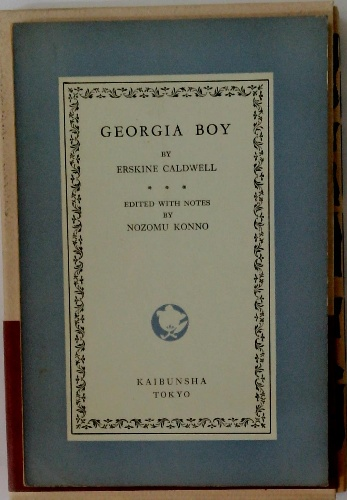 GEORGIA BOY
BY
ERSKINE CALDWELL
* * *
EDITED WITH NOTES
BY
NOZOMU KONNO
KAIBUNSHA
TOKYO